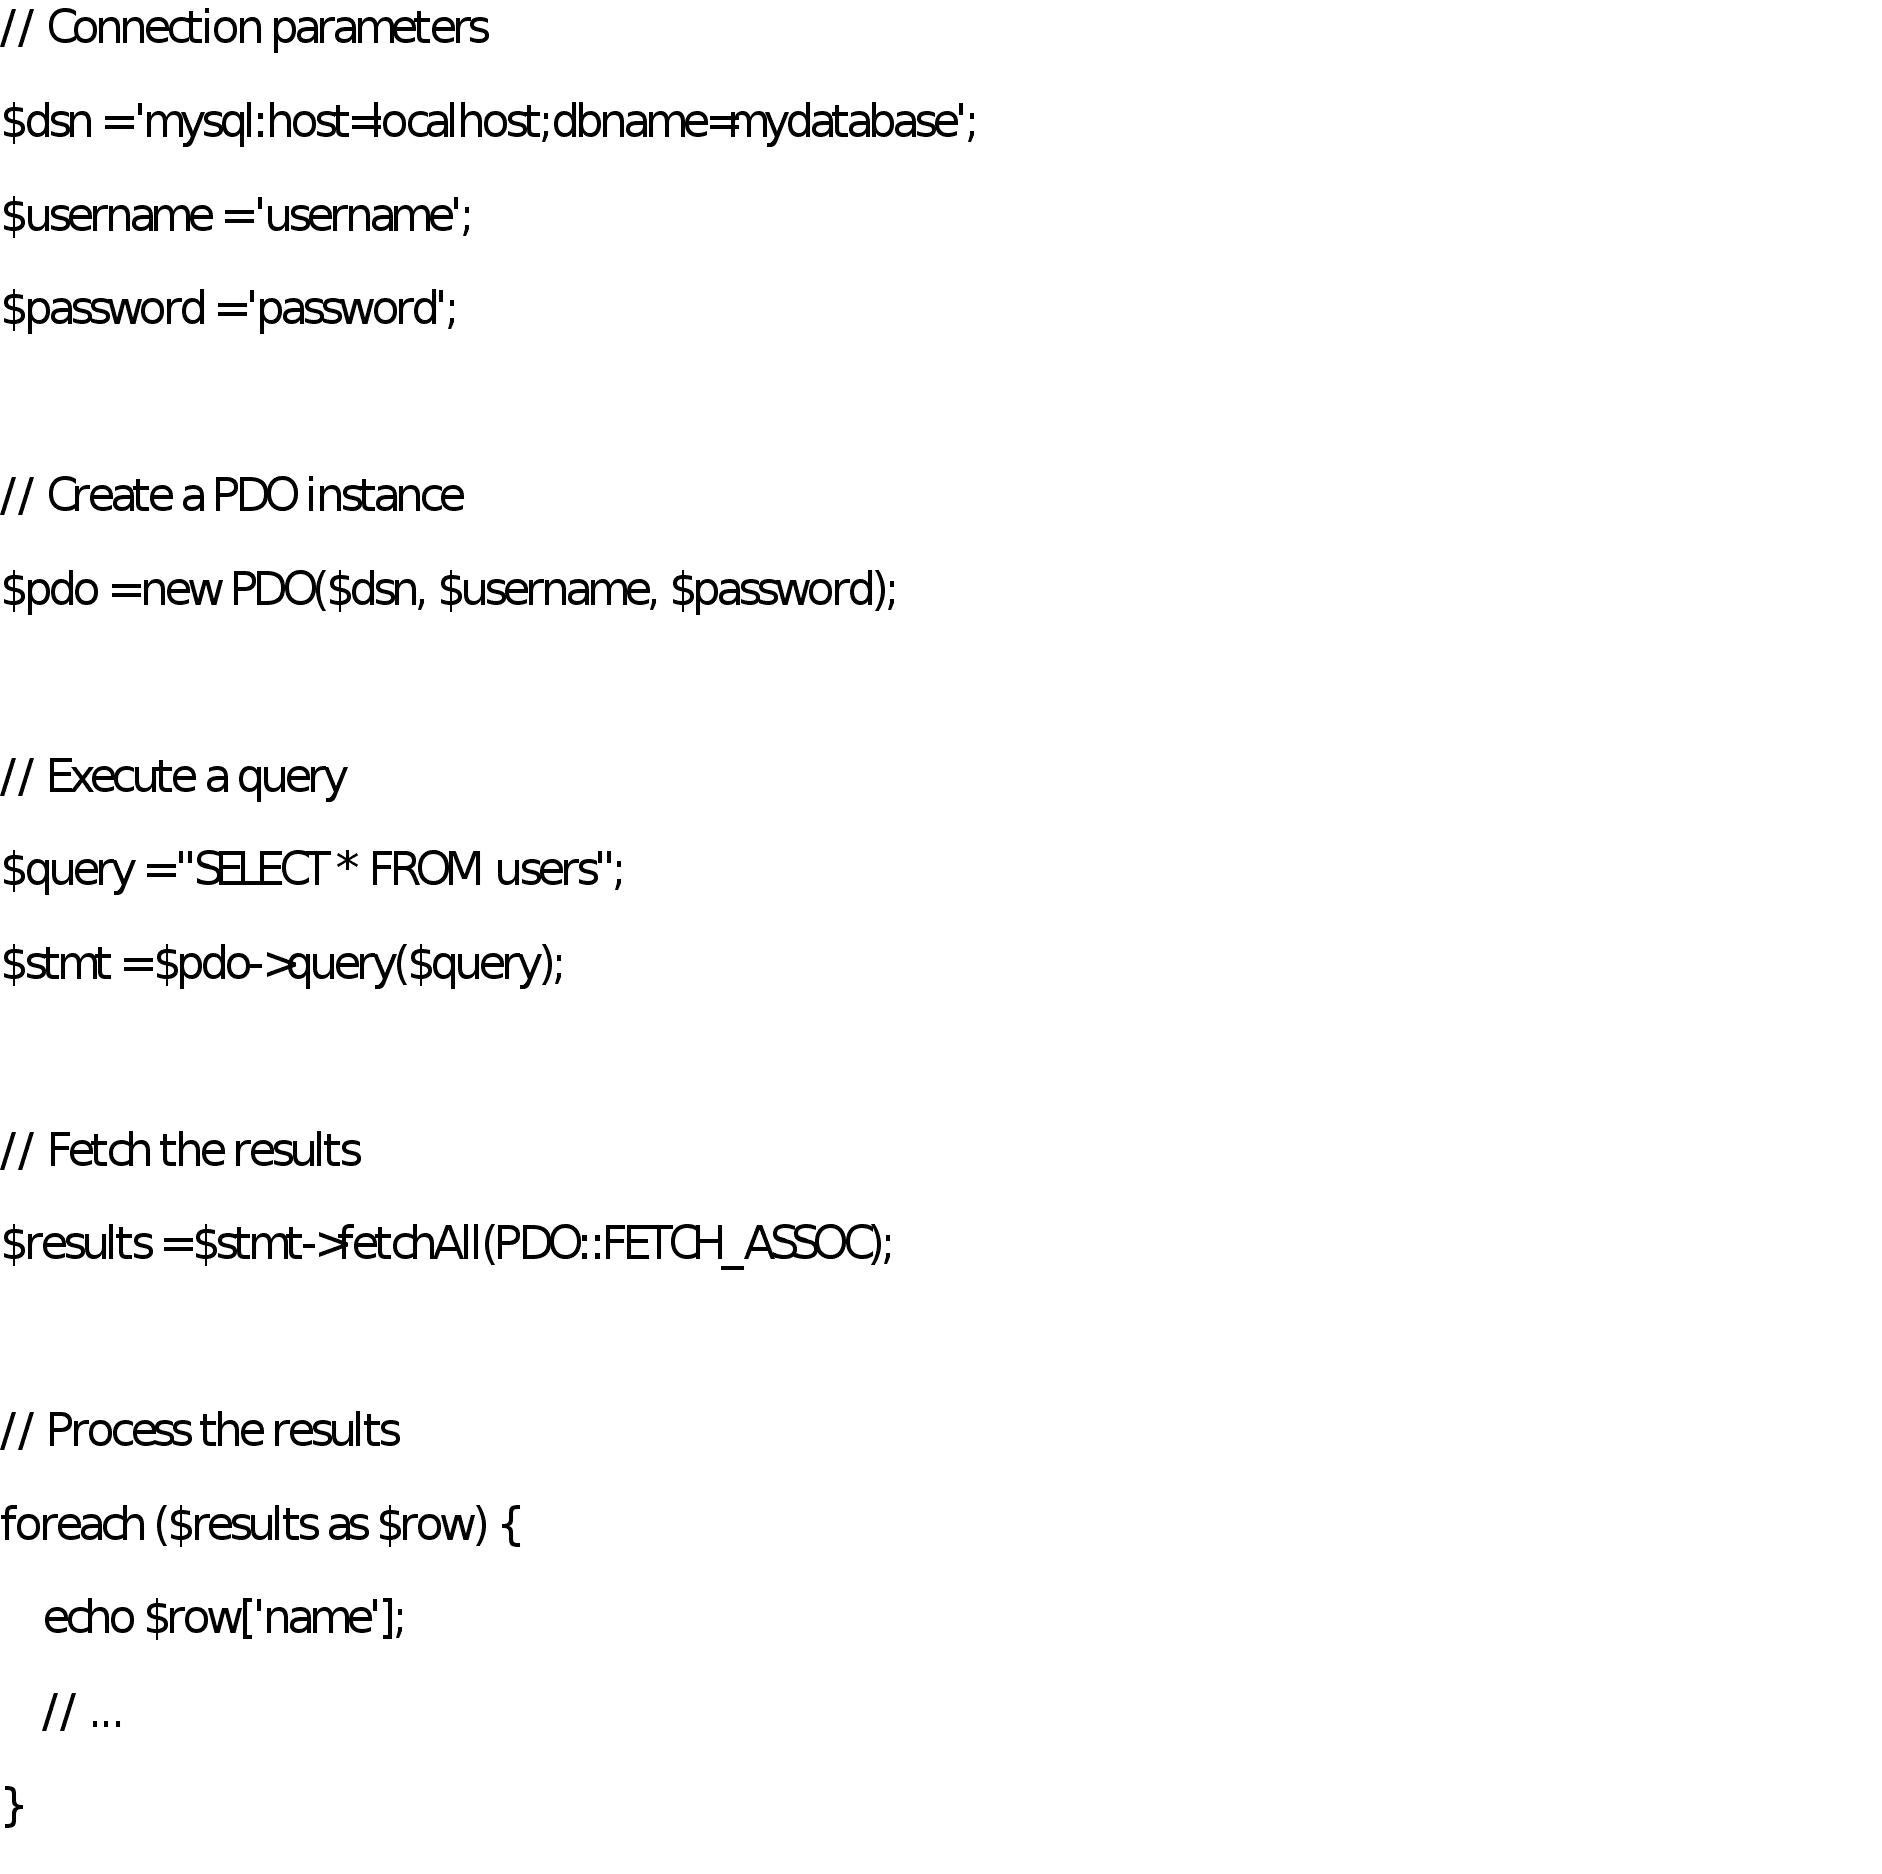 // Connection parameters
$dsn = 'mysql:host=localhost;dbname=mydatabase';
$username = 'username';
$password = 'password';
// Create a PDO instance
$pdo = new PDO($dsn, $username, $password);
// Execute a query
$query = "SELECT * FROM users";
$stmt = $pdo->query($query);
// Fetch the results
$results = $stmt->fetchAll(PDO::FETCH_ASSOC);
// Process the results
foreach ($results as $row) {
    echo $row['name'];
    // ...
}